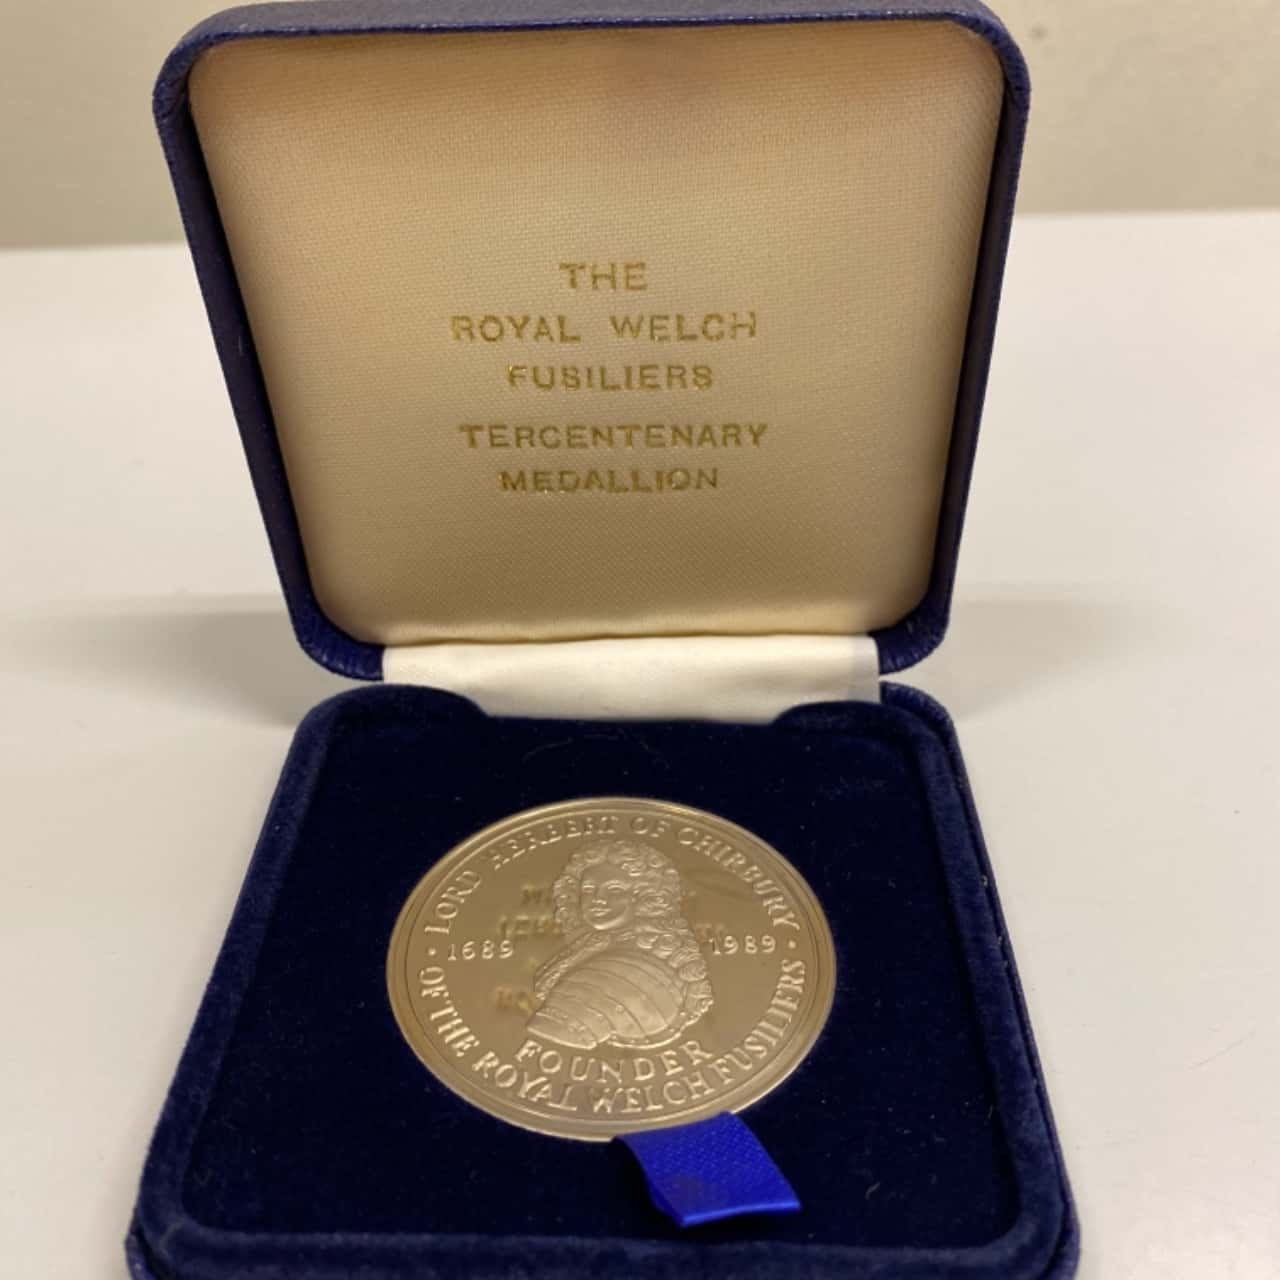 THE
ROYAL WELCH
FUSILIERS
TERCENTENARY
MEDALLION
LORD HERBERT OF CHIRBURY
1689 1989
FOUNDER
OF THE ROYAL WELCH FUSILIERS